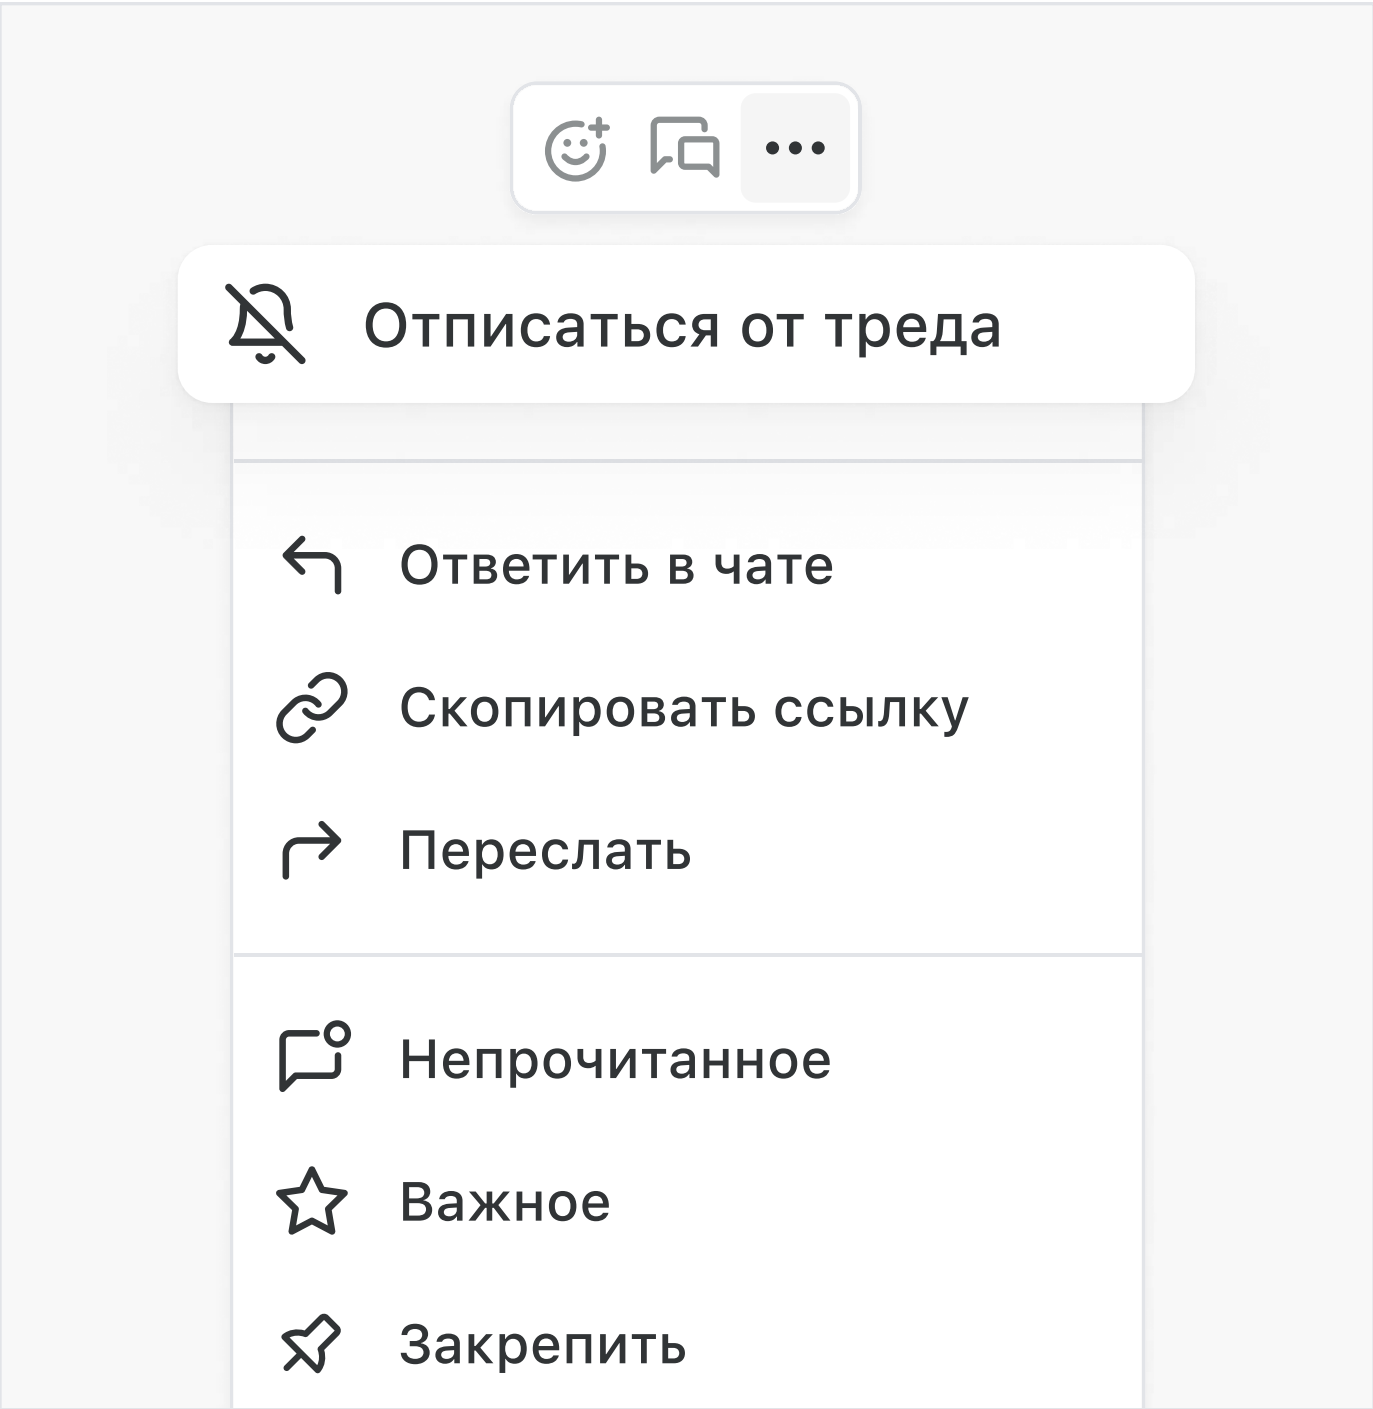 Отписаться от треда
Ответить в чате
Скопировать ссылку
Переслать
Непрочитанное
Важное
Закрепить